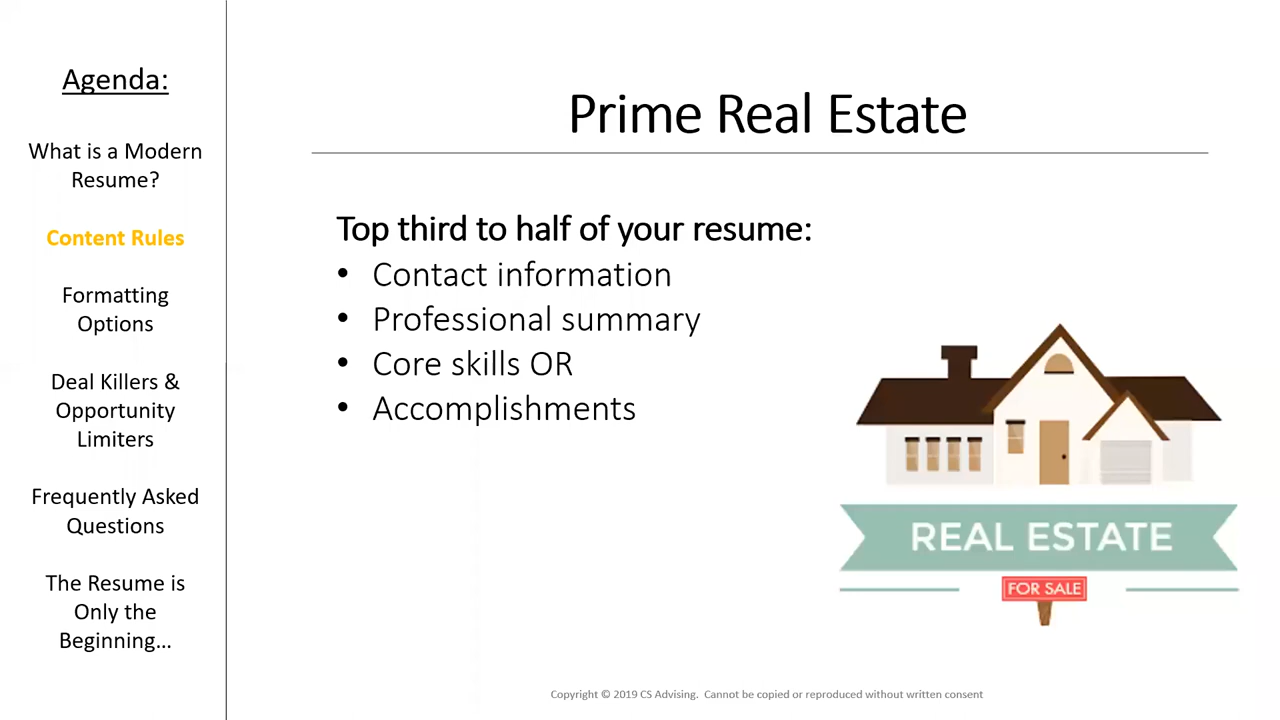 Agenda:
What is a Modern
Resume?
Content Rules
Formatting
Options
Deal Killers &
Opportunity
Limiters
Frequently Asked
Questions
The Resume is
Only the
Beginning…
Prime Real Estate
Top third to half of your resume:
• Contact information
• Professional summary
• Core skills OR
• Accomplishments
REAL ESTATE
FOR SALE
Copyright © 2019 CS Advising. Cannot be copied or reproduced without written consent